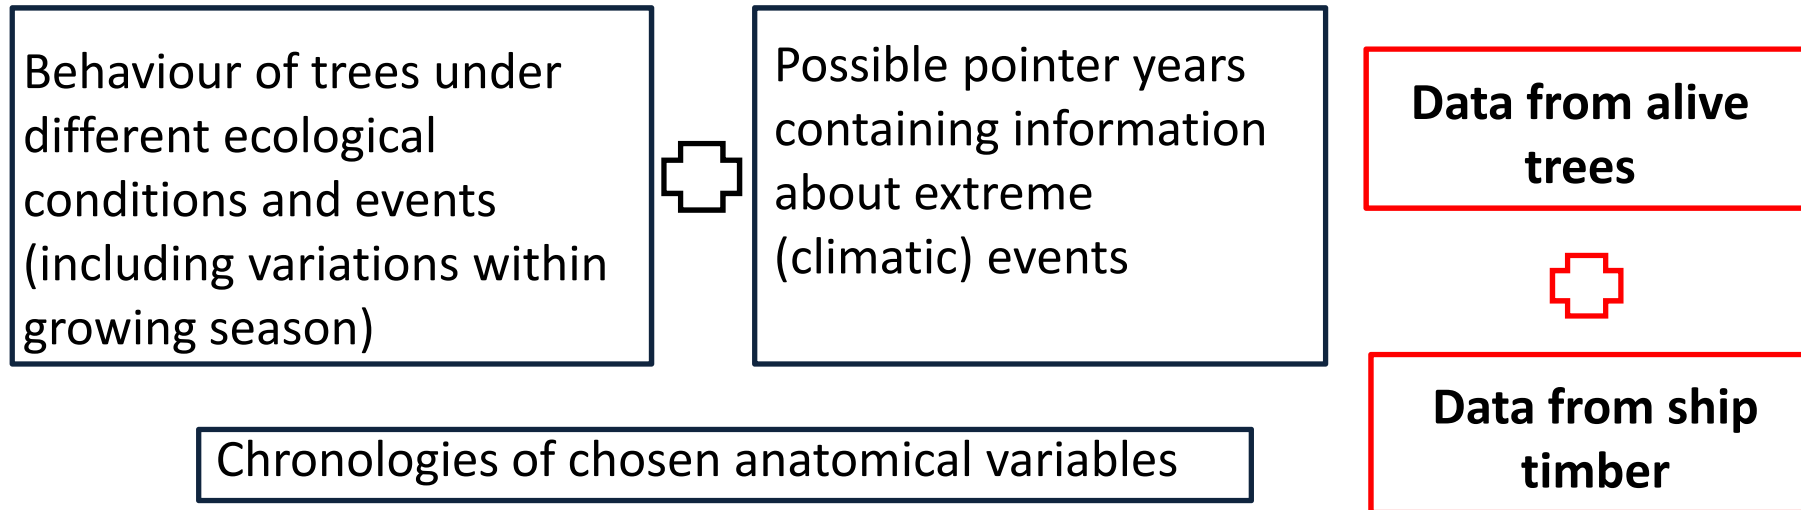 Behaviour of trees under
different ecological
conditions and events
(including variations within
growing season)
Possible pointer years
containing information
about extreme
(climatic) events
Data from alive
trees
Chronologies of chosen anatomical variables
Data from ship
timber